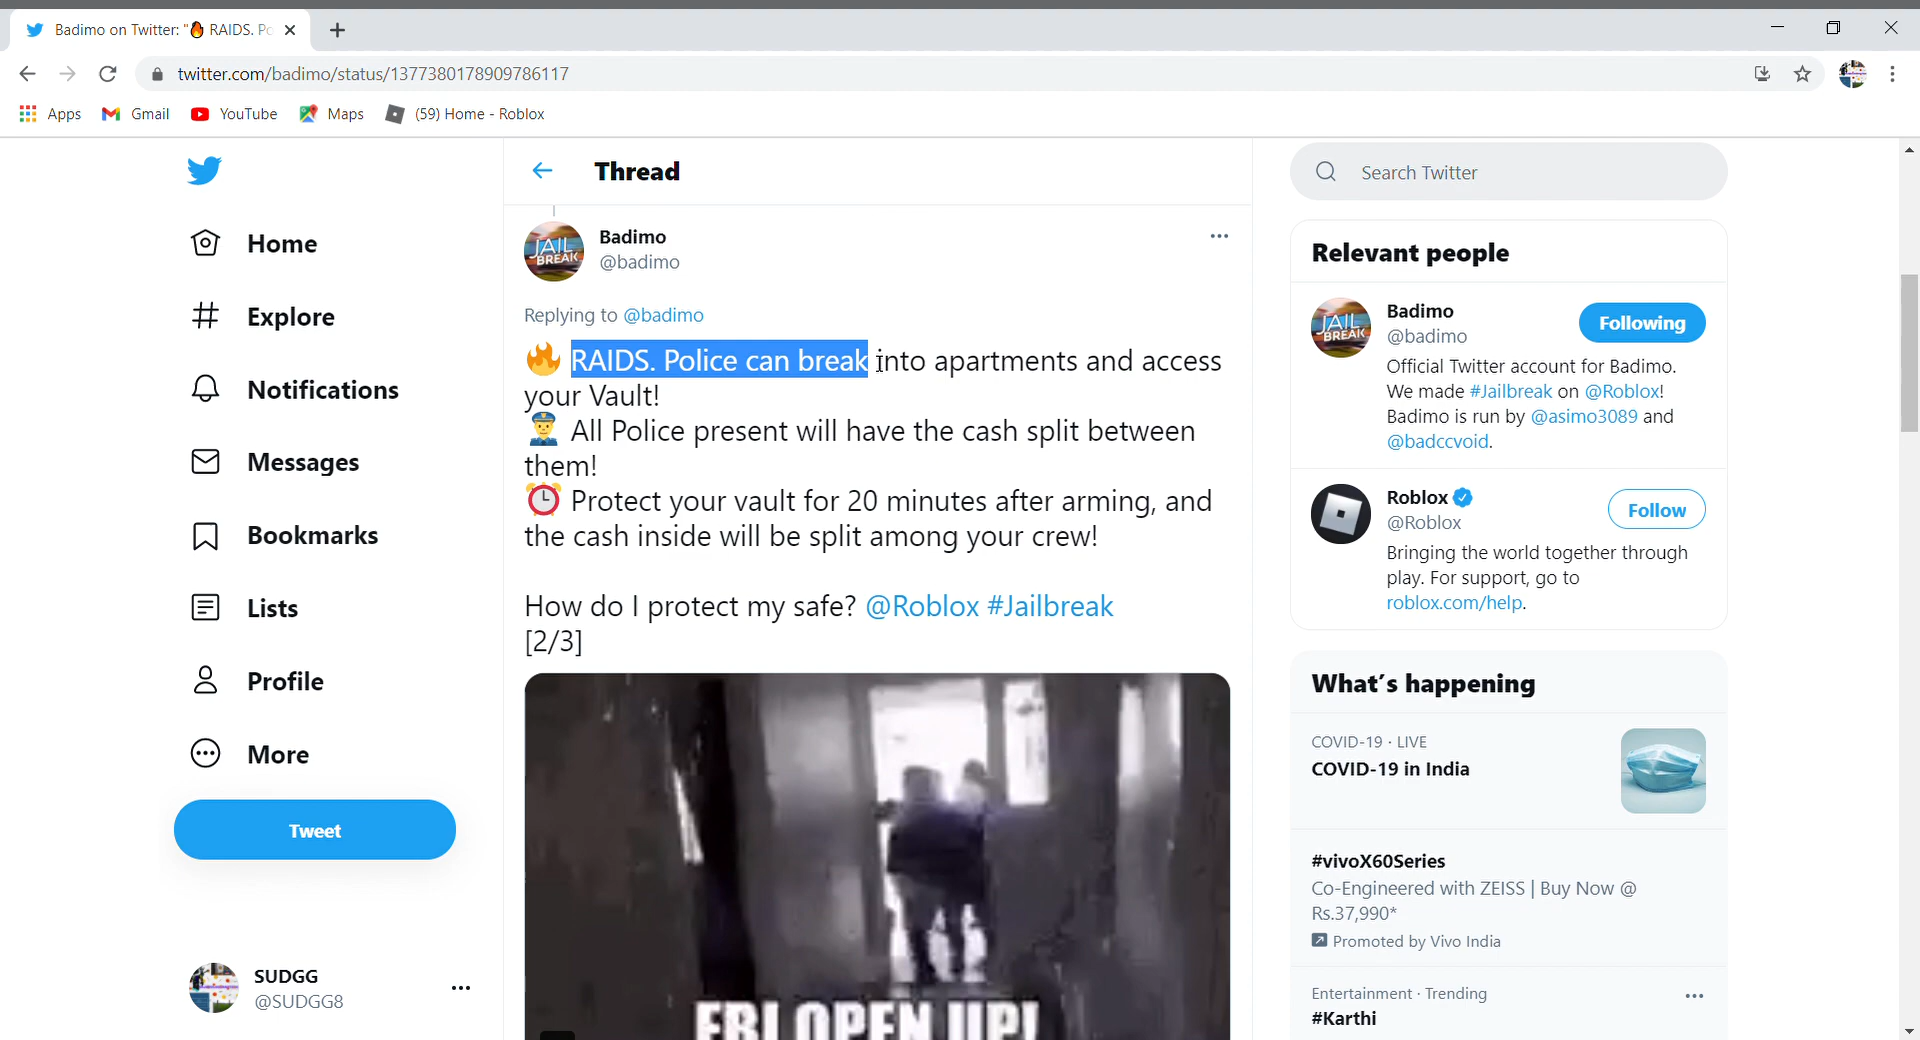 Badimo on Twitter: "🔥 RAIDS. Po
twitter.com/badimo/status/1377380178909786117
Apps
Gmail
YouTube
Maps
(59) Home - Roblox
Home
Explore
Notifications
Messages
Bookmarks
Lists
Profile
More
Tweet
SUDGG
@SUDGG8
Thread
JAIL
BREAK
Badimo
@badimo
Replying to @badimo
🔥 RAIDS. Police can break into apartments and access
your Vault!
👮 All Police present will have the cash split between
them!
⏰ Protect your vault for 20 minutes after arming, and
the cash inside will be split among your crew!
How do I protect my safe? @Roblox #Jailbreak
[2/3]
FBI OPEN UP!
Search Twitter
Relevant people
JAIL
BREAK
Badimo
@badimo
Following
Official Twitter account for Badimo.
We made #Jailbreak on @Roblox!
Badimo is run by @asimo3089 and
@badccvoid.
Roblox
@Roblox
Follow
Bringing the world together through
play. For support, go to
roblox.com/help.
What's happening
COVID-19 · LIVE
COVID-19 in India
#vivoX60Series
Co-Engineered with ZEISS | Buy Now @
Rs.37,990*
Promoted by Vivo India
Entertainment · Trending
#Karthi